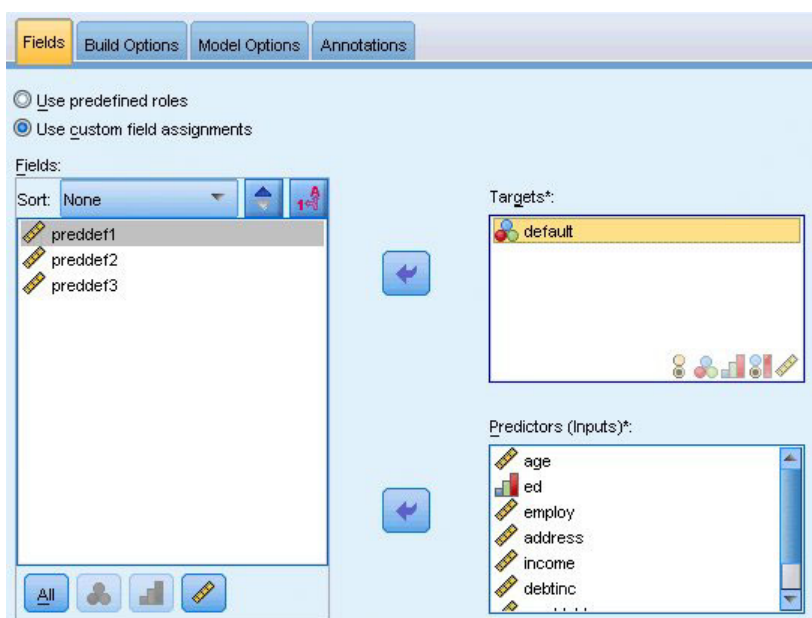 Fields Build Options Model Options Annotations
Use predefined roles
Use custom field assignments
Fields:
Sort: None
preddef1
preddef2
preddef3
All
Targets*:
default
Predictors (Inputs)*:
age
ed
employ
address
income
debtinc